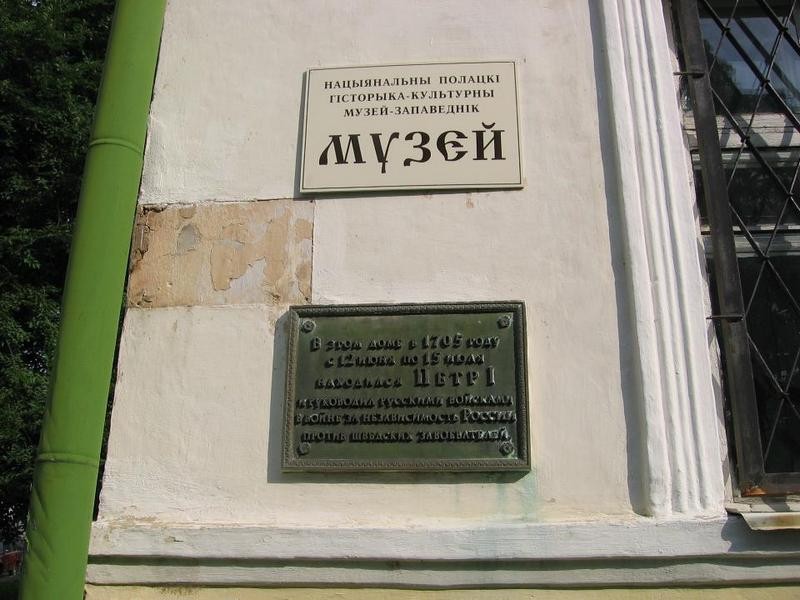 НАЦЫЯНАЛЬНЫ ПОЛАЦКІ
ГІСТОРЫКА-КУЛЬТУРНЫ
МУЗЕЙ-ЗАПАВЕДНІК
МУЗЕЙ
В ЭТОМ ДОМЕ В 1705 ГОДУ
С 12 ИЮНЯ ПО 15 ИЮЛЯ
НАХОДИЛСЯ ПЕТР I
И РУКОВОДИЛ РУССКИМИ ВОЙСКАМИ
В ВОЙНЕ ЗА НЕЗАВИСИМОСТЬ РОССИИ
ПРОТИВ ШВЕДСКИХ ЗАВОЕВАТЕЛЕЙ